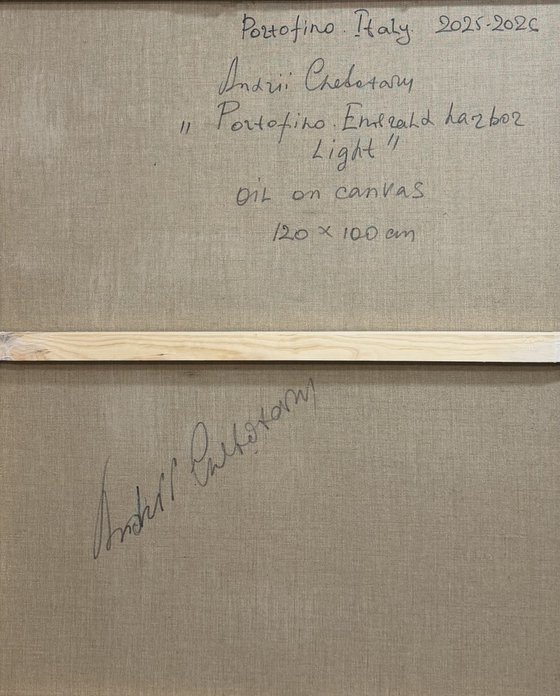 Portofino. Italy. 2025-2026
Andrii Chebotaru
" Portofino. Emerald harbor
Light "
OIL on canvas
120 x 100 cm
Andrii Chebotaru